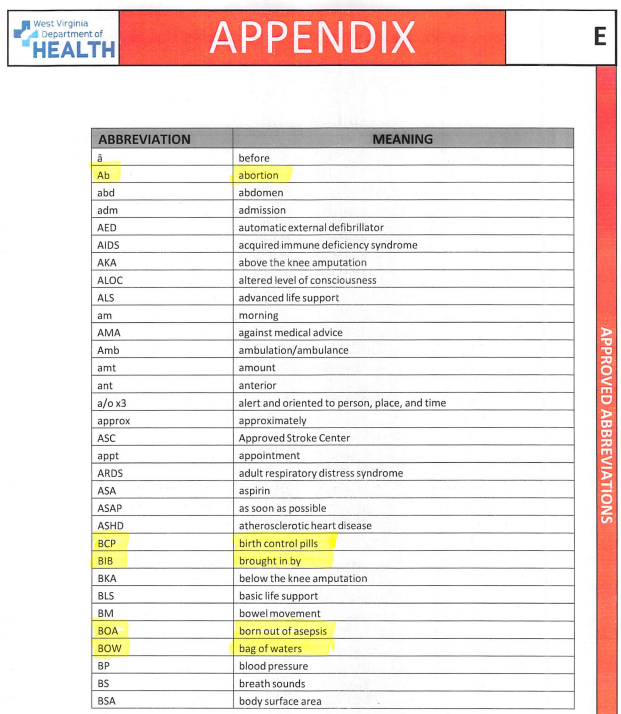 West Virginia
Department of
HEALTH
APPENDIX
E
ABBREVIATION MEANING
ā before
Ab abortion
abd abdomen
adm admission
AED automatic external defibrillator
AIDS acquired immune deficiency syndrome
AKA above the knee amputation
ALOC altered level of consciousness
ALS advanced life support
am morning
AMA against medical advice
Amb ambulation/ambulance
amt amount
ant anterior
a/o x3 alert and oriented to person, place, and time
approx approximately
ASC Approved Stroke Center
appt appointment
ARDS adult respiratory distress syndrome
ASA aspirin
ASAP as soon as possible
ASHD atherosclerotic heart disease
BCP birth control pills
BIB brought in by
BKA below the knee amputation
BLS basic life support
BM bowel movement
BOA born out of asepsis
BOW bag of waters
BP blood pressure
BS breath sounds
BSA body surface area
APPROVED ABBREVIATIONS